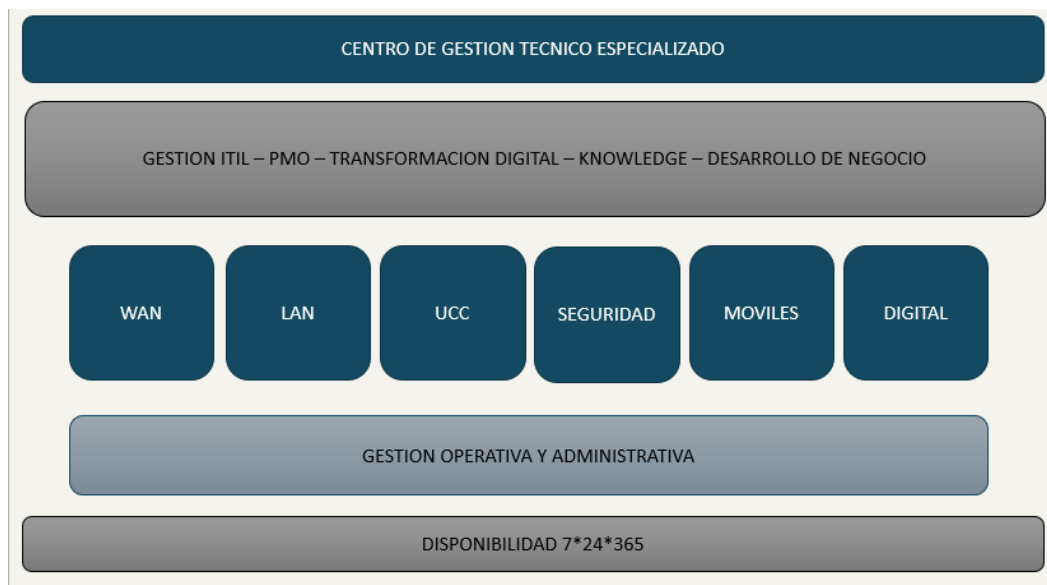 CENTRO DE GESTION TECNICO ESPECIALIZADO
GESTION ITIL – PMO – TRANSFORMACION DIGITAL – KNOWLEDGE – DESARROLLO DE NEGOCIO
WAN
LAN
UCC
SEGURIDAD
MOVILES
DIGITAL
GESTION OPERATIVA Y ADMINISTRATIVA
DISPONIBILIDAD 7*24*365